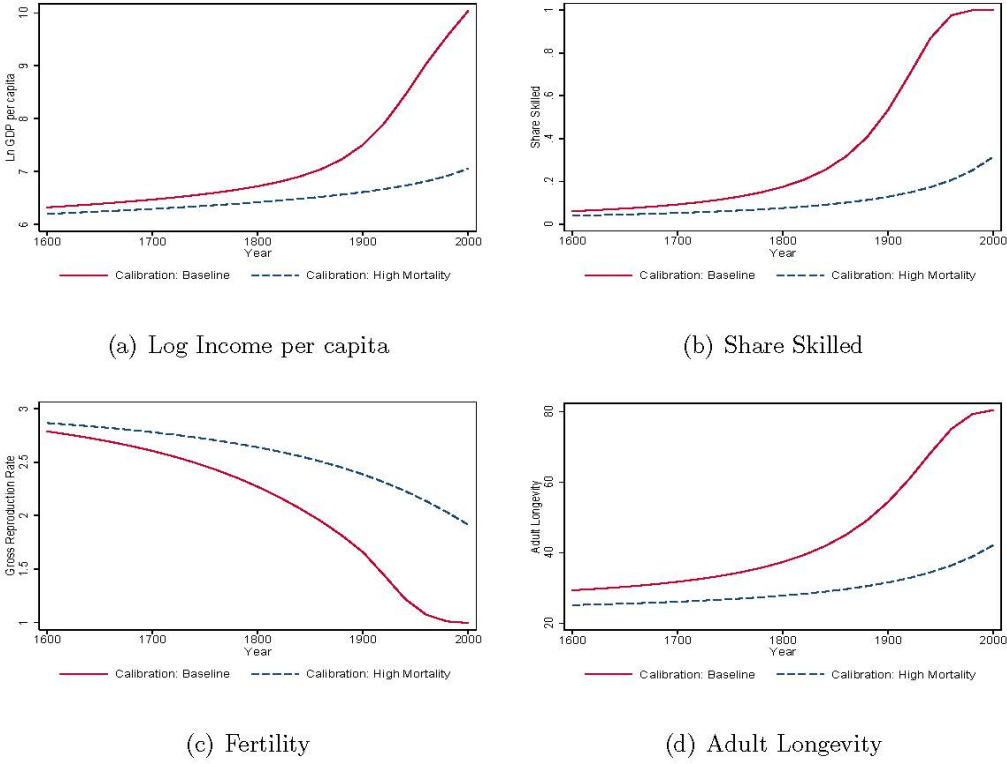 Ln GDP per capita
10
9
8
7
6
1600 1700 1800 1900 2000
Year
Calibration: Baseline Calibration: High Mortality
(a) Log Income per capita
Share Skilled
1
.8
.6
.4
.2
0
1600 1700 1800 1900 2000
Year
Calibration: Baseline Calibration: High Mortality
(b) Share Skilled
Gross Reproduction Rate
3
2.5
2
1.5
1
1600 1700 1800 1900 2000
Year
Calibration: Baseline Calibration: High Mortality
(c) Fertility
Adult Longevity
80
60
40
20
1600 1700 1800 1900 2000
Year
Calibration: Baseline Calibration: High Mortality
(d) Adult Longevity